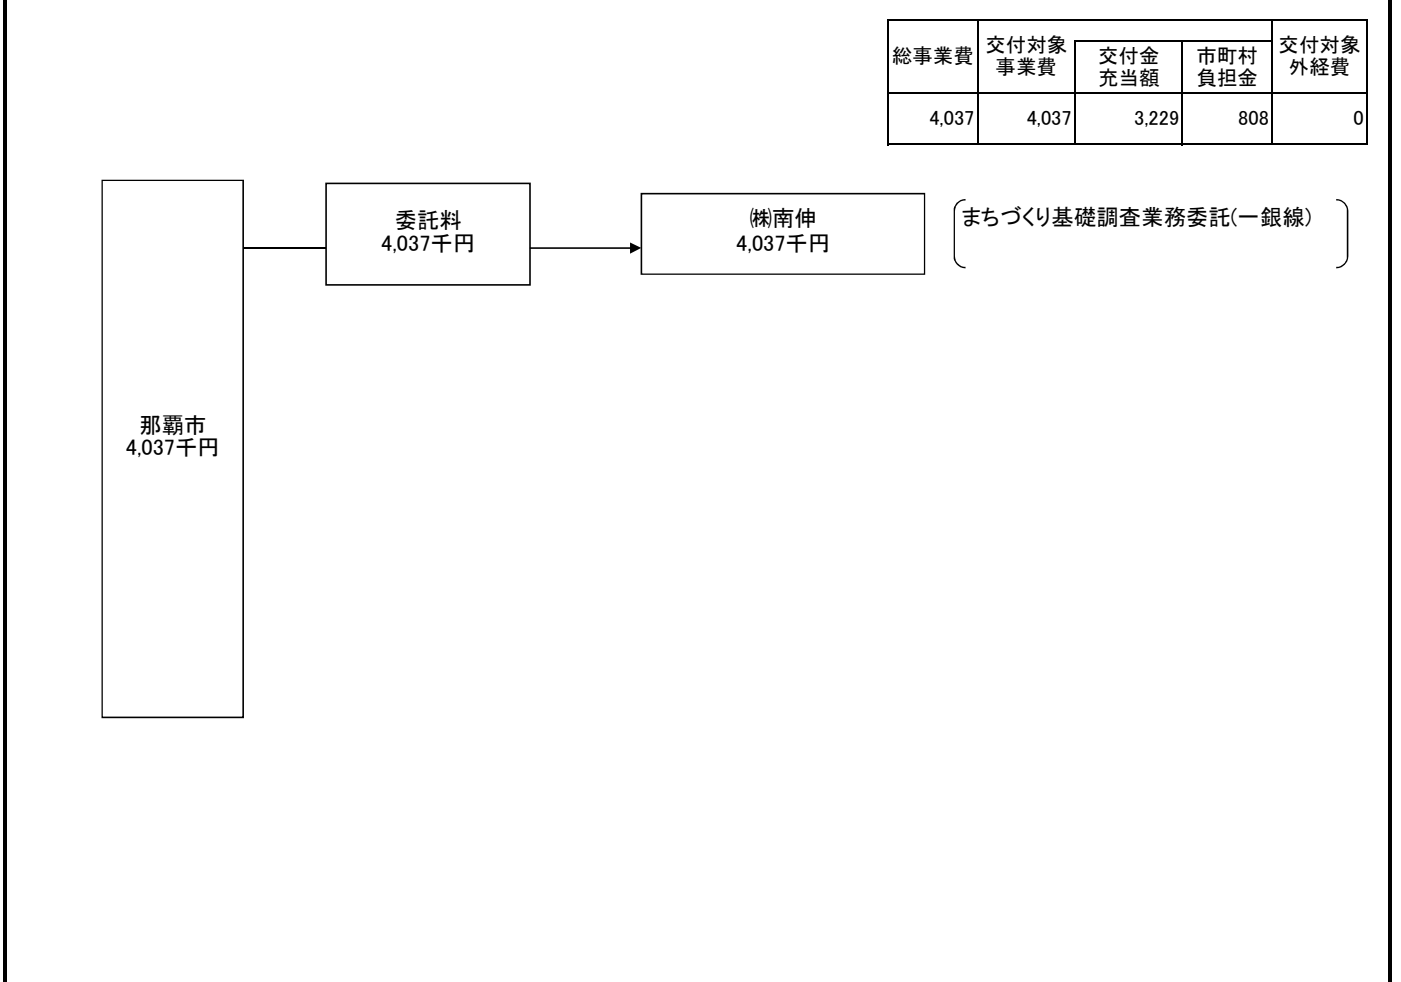 総事業費
交付対象
事業費
交付金
充当額
市町村
負担金
交付対象
外経費
4,037
4,037
3,229
808
0
委託料
4,037千円
㈱南伸
4,037千円
まちづくり基礎調査業務委託(一銀線)
那覇市
4,037千円